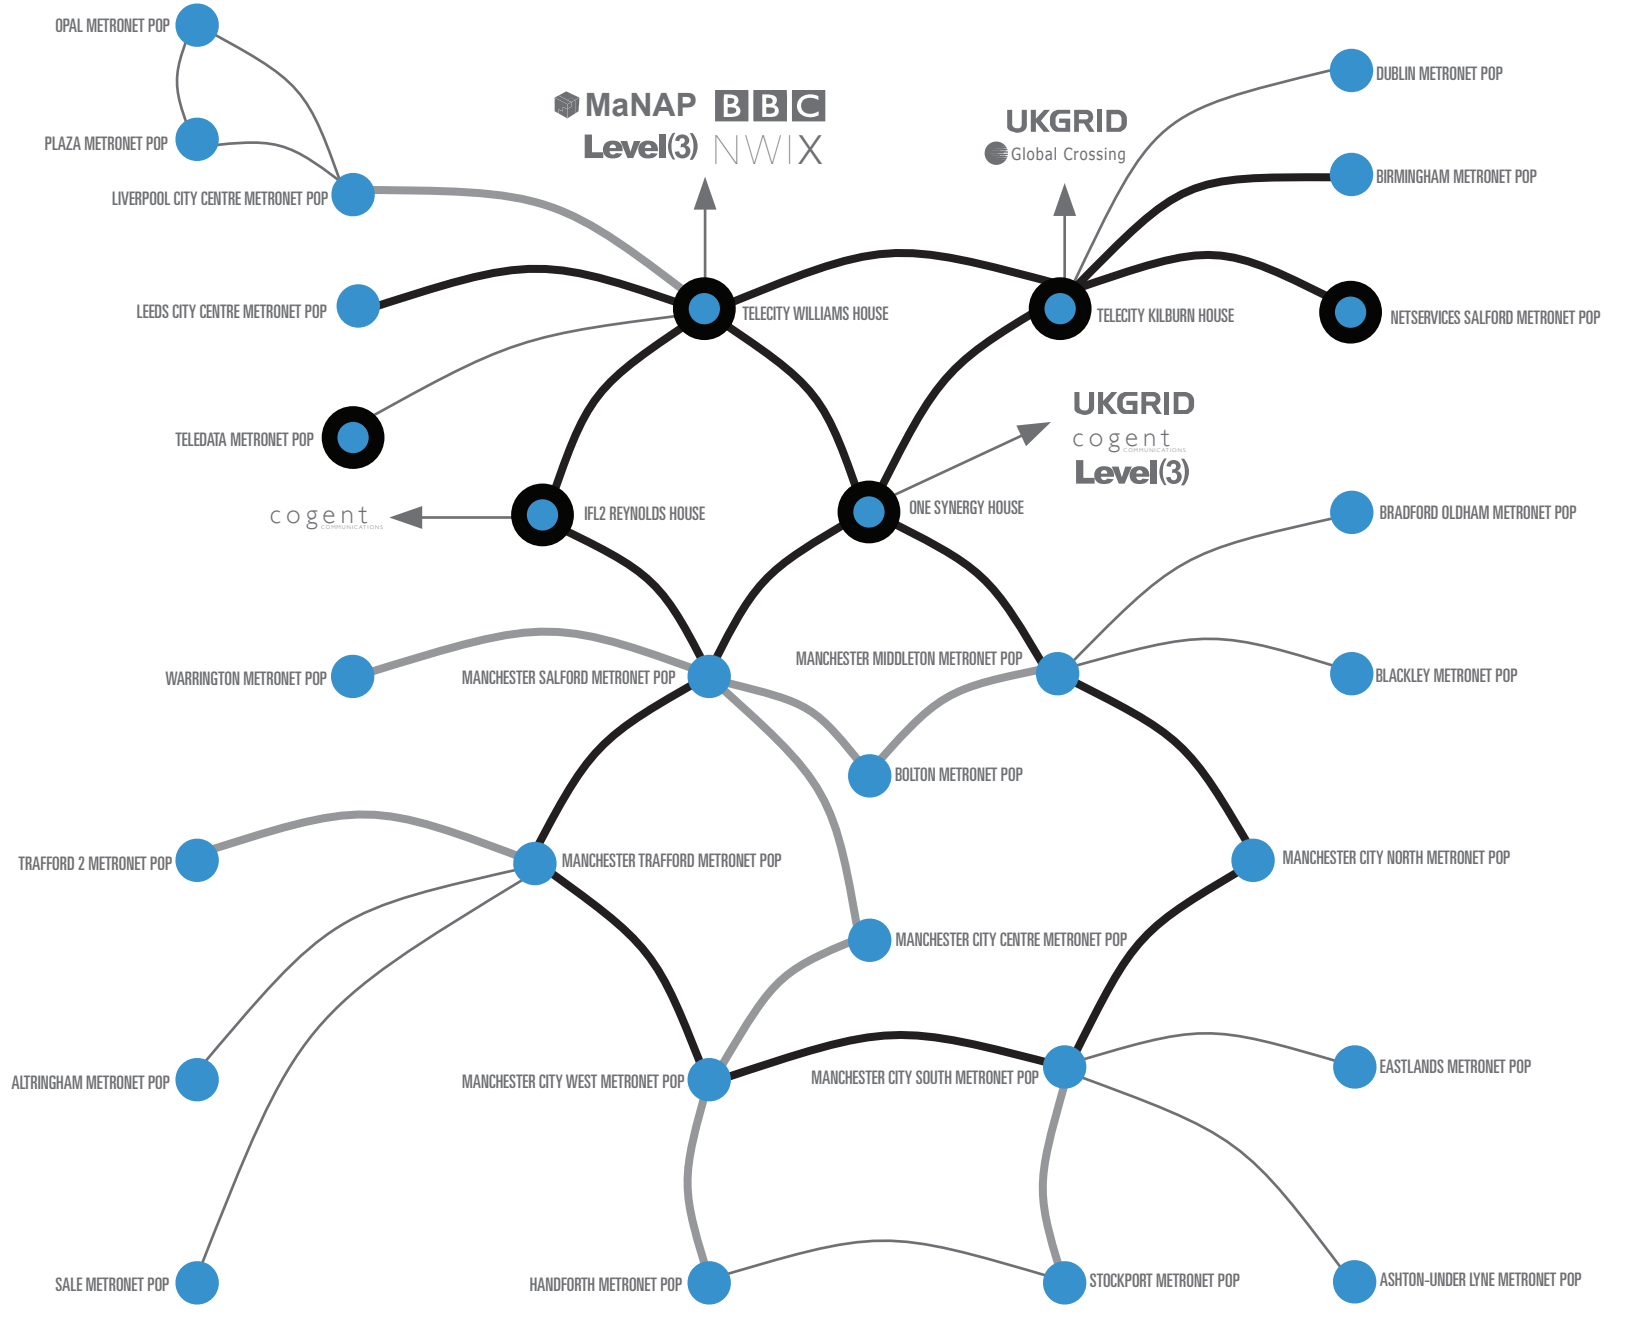 OPAL METRONET POP
DUBLIN METRONET POP
MaNAP BBC
UKGRID
PLAZA METRONET POP
Level(3) NWIX
Global Crossing
BIRMINGHAM METRONET POP
LIVERPOOL CITY CENTRE METRONET POP
LEEDS CITY CENTRE METRONET POP
TELECITY WILLIAMS HOUSE
TELECITY KILBURN HOUSE
NETSERVICES SALFORD METRONET POP
UKGRID
TELEDATA METRONET POP
cogent
COMMUNICATIONS
Level(3)
cogent
COMMUNICATIONS
IFL2 REYNOLDS HOUSE
ONE SYNERGY HOUSE
BRADFORD OLDHAM METRONET POP
WARRINGTON METRONET POP
MANCHESTER SALFORD METRONET POP
MANCHESTER MIDDLETON METRONET POP
BLACKLEY METRONET POP
BOLTON METRONET POP
TRAFFORD 2 METRONET POP
MANCHESTER TRAFFORD METRONET POP
MANCHESTER CITY NORTH METRONET POP
MANCHESTER CITY CENTRE METRONET POP
ALTRINGHAM METRONET POP
MANCHESTER CITY WEST METRONET POP
MANCHESTER CITY SOUTH METRONET POP
EASTLANDS METRONET POP
SALE METRONET POP
HANDFORTH METRONET POP
STOCKPORT METRONET POP
ASHTON-UNDER LYNE METRONET POP